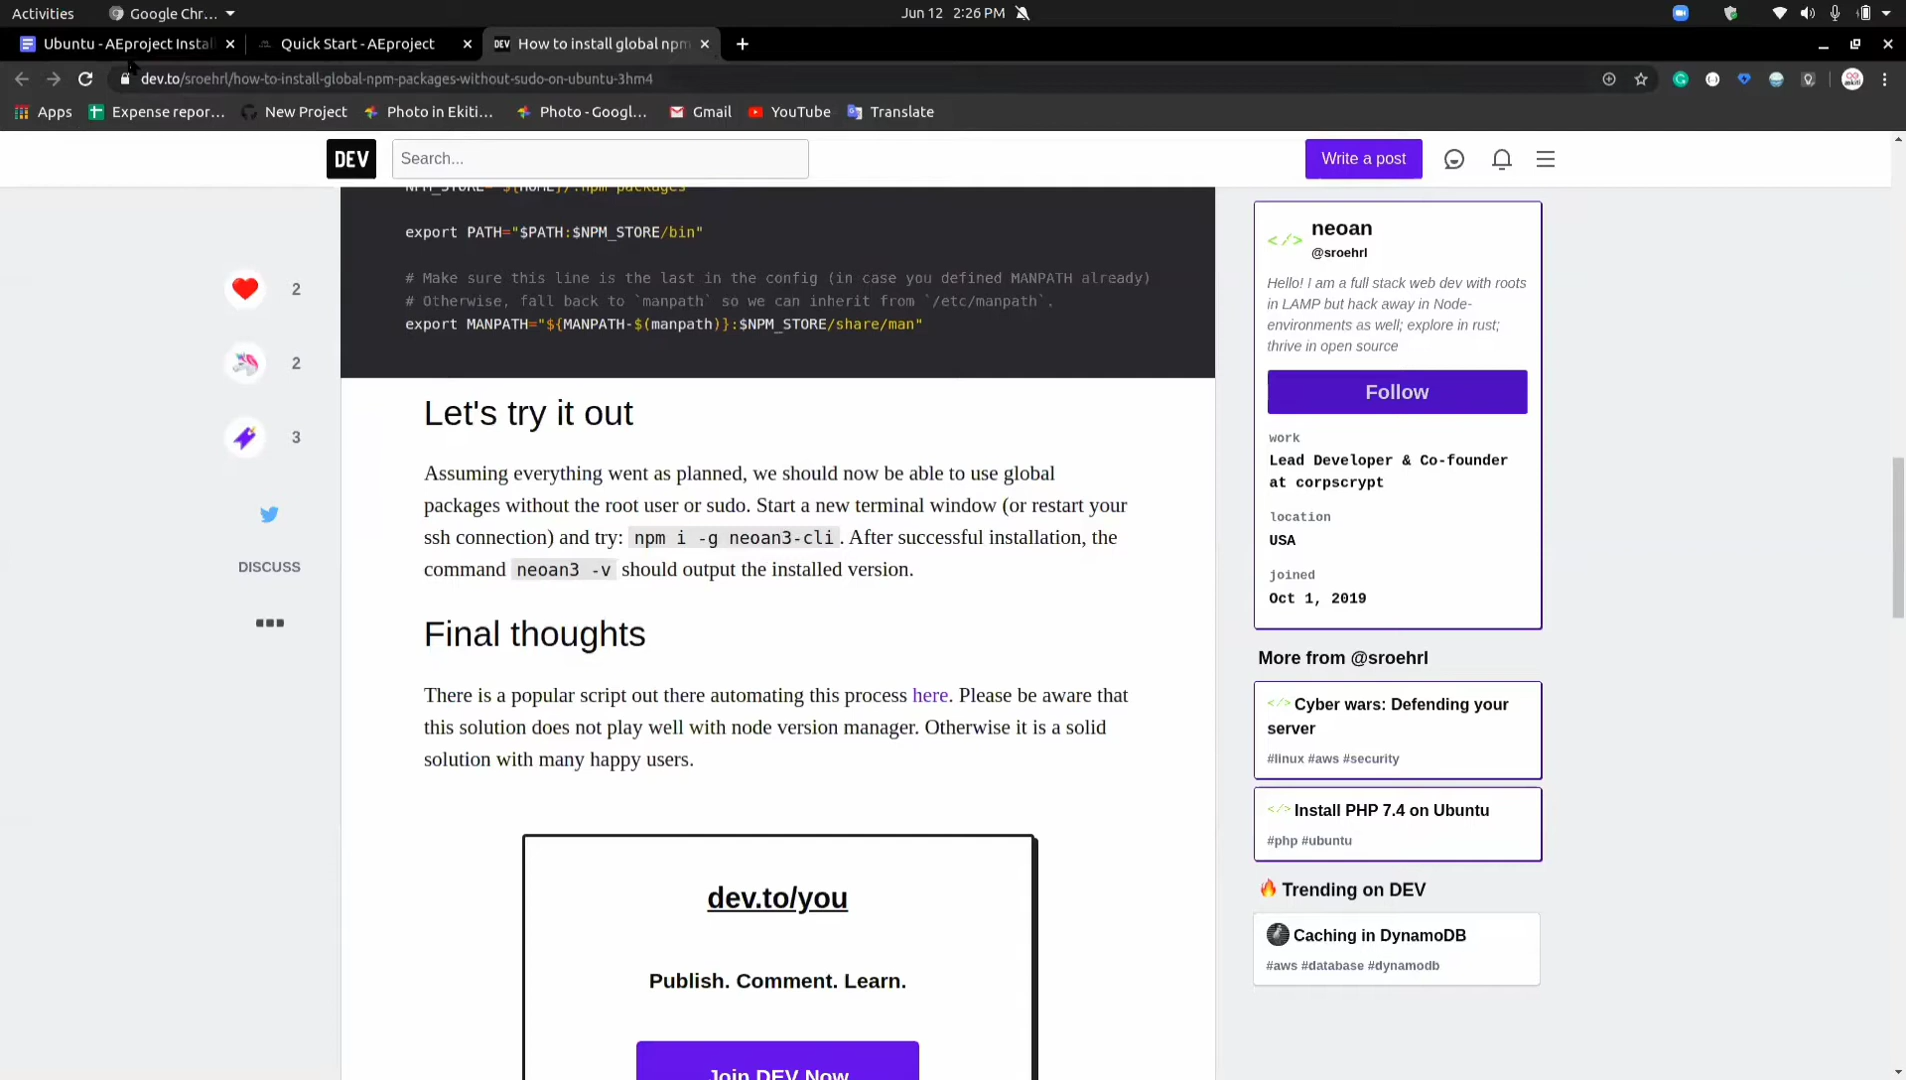 Activities
Google Chr...
Jun 12 2:26 PM
Ubuntu - AEproject Instal
Quick Start - AEproject
DEV How to install global npm
dev.to/sroehrl/how-to-install-global-npm-packages-without-sudo-on-ubuntu-3hm4
Apps
Expense repor...
New Project
Photo in Ekiti...
Photo - Googl...
Gmail
YouTube
Translate
DEV
Search...
Write a post
NPM_STORE="${HOME}/.npm-packages"
export PATH="$PATH:$NPM_STORE/bin"
# Make sure this line is the last in the config (in case you defined MANPATH already)
# Otherwise, fall back to `manpath` so we can inherit from `/etc/manpath`.
export MANPATH="${MANPATH-$(manpath)}:$NPM_STORE/share/man"
2
2
3
DISCUSS
Let's try it out
Assuming everything went as planned, we should now be able to use global
packages without the root user or sudo. Start a new terminal window (or restart your
ssh connection) and try: npm i -g neoan3-cli. After successful installation, the
command neoan3 -v should output the installed version.
Final thoughts
There is a popular script out there automating this process here. Please be aware that
this solution does not play well with node version manager. Otherwise it is a solid
solution with many happy users.
dev.to/you
Publish. Comment. Learn.
Join DEV Now
</> neoan
@sroehrl
Hello! I am a full stack web dev with roots
in LAMP but hack away in Node-
environments as well; explore in rust;
thrive in open source
Follow
work
Lead Developer & Co-founder
at corpscrypt
location
USA
joined
Oct 1, 2019
More from @sroehrl
</> Cyber wars: Defending your
server
#linux #aws #security
</> Install PHP 7.4 on Ubuntu
#php #ubuntu
🔥 Trending on DEV
Caching in DynamoDB
#aws #database #dynamodb